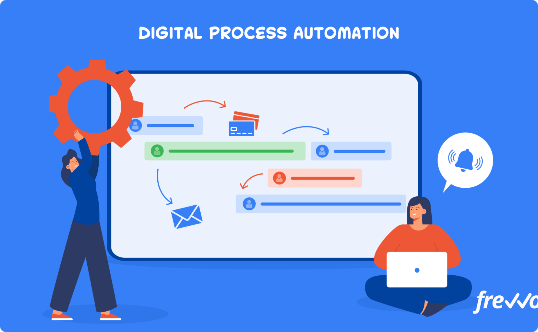 DIGITAL PROCESS AUTOMATION
frevvo